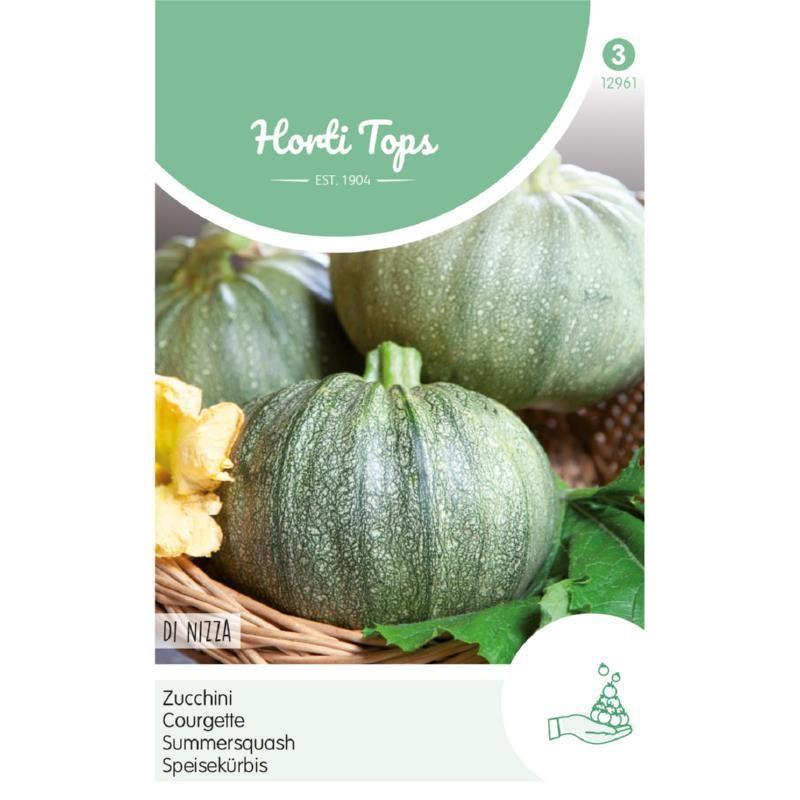 3
12961
Horti Tops
EST. 1904
DI NIZZA
Zucchini
Courgette
Summersquash
Speisekürbis